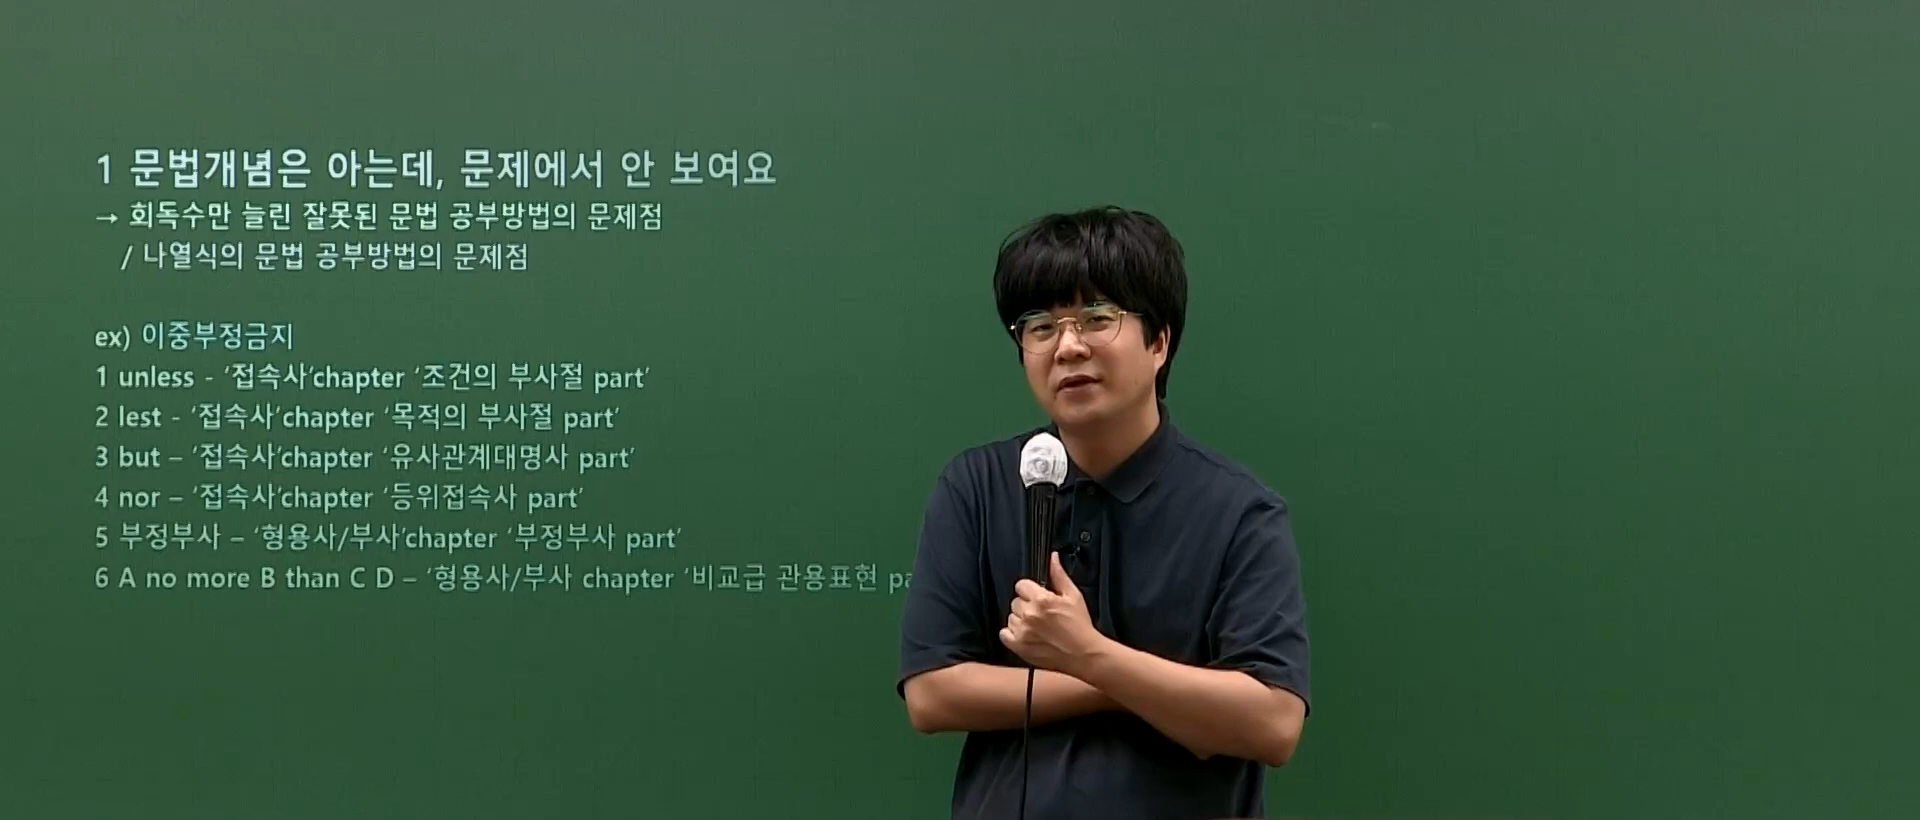 1 문법개념은 아는데, 문제에서 안 보여요
→ 회독수만 늘린 잘못된 문법 공부방법의 문제점
/ 나열식의 문법 공부방법의 문제점
ex) 이중부정금지
1 unless - ‘접속사’chapter ‘조건의 부사절 part’
2 lest - ‘접속사’chapter ‘목적의 부사절 part’
3 but – ‘접속사’chapter ‘유사관계대명사 part’
4 nor – ‘접속사’chapter ‘등위접속사 part’
5 부정부사 – ‘형용사/부사’chapter ‘부정부사 part’
6 A no more B than C D – ‘형용사/부사 chapter ‘비교급 관용표현